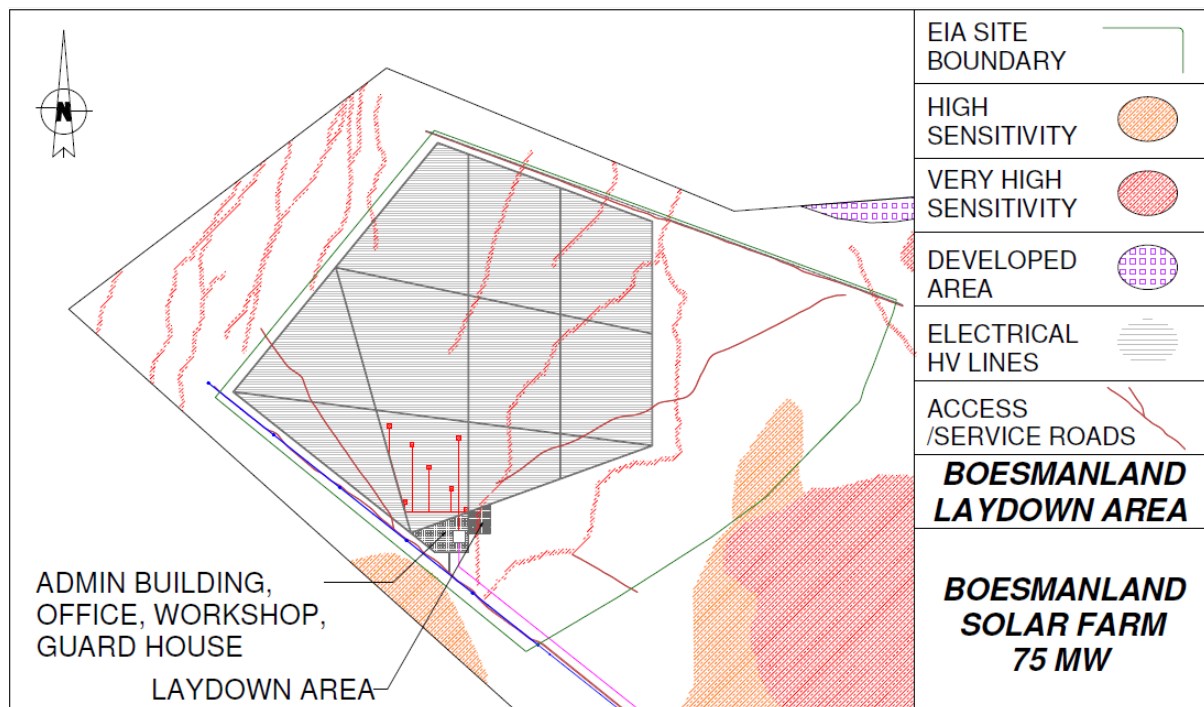 N
EIA SITE
BOUNDARY
HIGH
SENSITIVITY
VERY HIGH
SENSITIVITY
DEVELOPED
AREA
ELECTRICAL
HV LINES
ACCESS
/SERVICE ROADS
BOESMANLAND
LAYDOWN AREA
BOESMANLAND
SOLAR FARM
75 MW
ADMIN BUILDING,
OFFICE, WORKSHOP,
GUARD HOUSE
LAYDOWN AREA